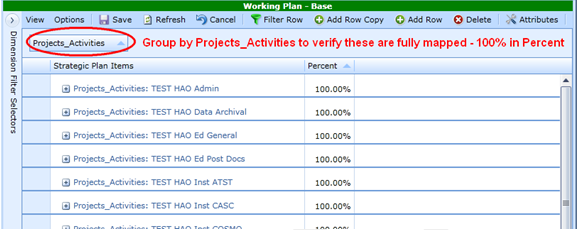 Working Plan - Base
View Options Save Refresh Cancel Filter Row Add Row Copy Add Row Delete Attributes
Projects_Activities
Group by Projects_Activities to verify these are fully mapped - 100% in Percent
Dimension Filter Selectors
Strategic Plan Items Percent
Projects_Activities: TEST HAO Admin 100.00%
Projects_Activities: TEST HAO Data Archival 100.00%
Projects_Activities: TEST HAO Ed General 100.00%
Projects_Activities: TEST HAO Ed Post Docs 100.00%
Projects_Activities: TEST HAO Inst ATST 100.00%
Projects_Activities: TEST HAO Inst CASC 100.00%
Projects_Activities: TEST HAO Inst COSMO 100.00%